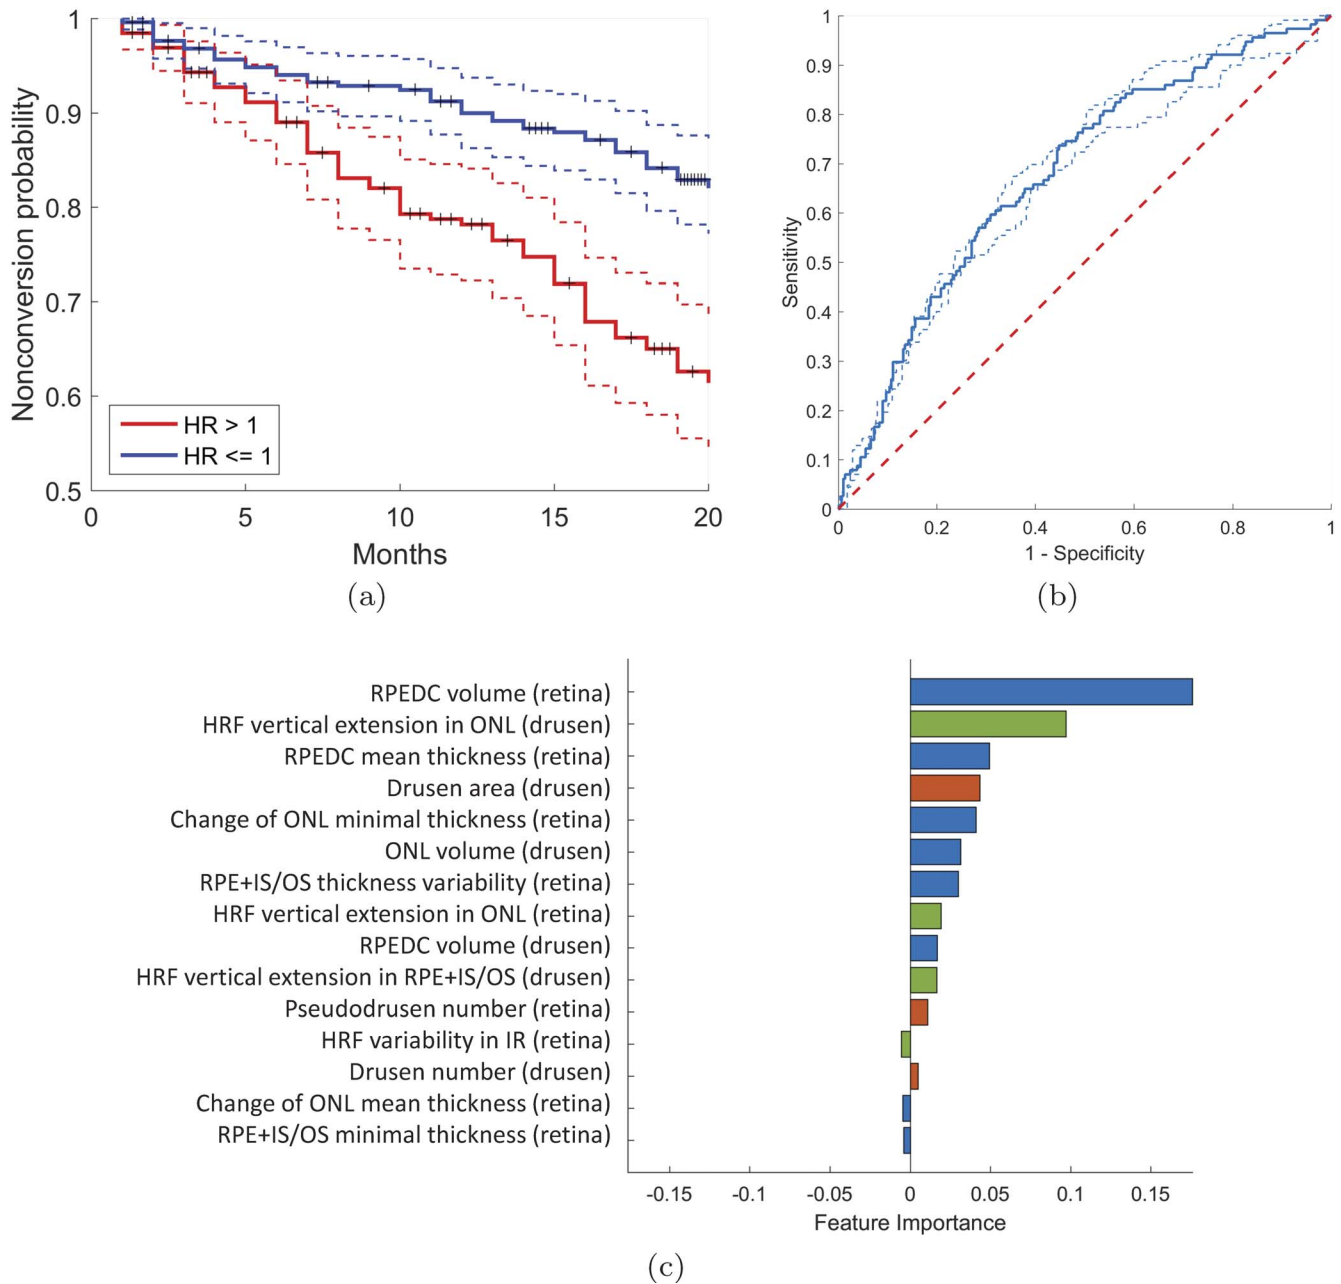 1
0.9
0.8
0.7
0.6
0.5
Nonconversion probability
HR > 1
HR <= 1
0 5 10 15 20
Months
(a)
1
0.9
0.8
0.7
0.6
0.5
0.4
0.3
0.2
0.1
0
Sensitivity
0 0.2 0.4 0.6 0.8 1
1 - Specificity
(b)
RPEDC volume (retina)
HRF vertical extension in ONL (drusen)
RPEDC mean thickness (retina)
Drusen area (drusen)
Change of ONL minimal thickness (retina)
ONL volume (drusen)
RPE+IS/OS thickness variability (retina)
HRF vertical extension in ONL (retina)
RPEDC volume (drusen)
HRF vertical extension in RPE+IS/OS (drusen)
Pseudodrusen number (retina)
HRF variability in IR (retina)
Drusen number (drusen)
Change of ONL mean thickness (retina)
RPE+IS/OS minimal thickness (retina)
-0.15 -0.1 -0.05 0 0.05 0.1 0.15
Feature Importance
(c)